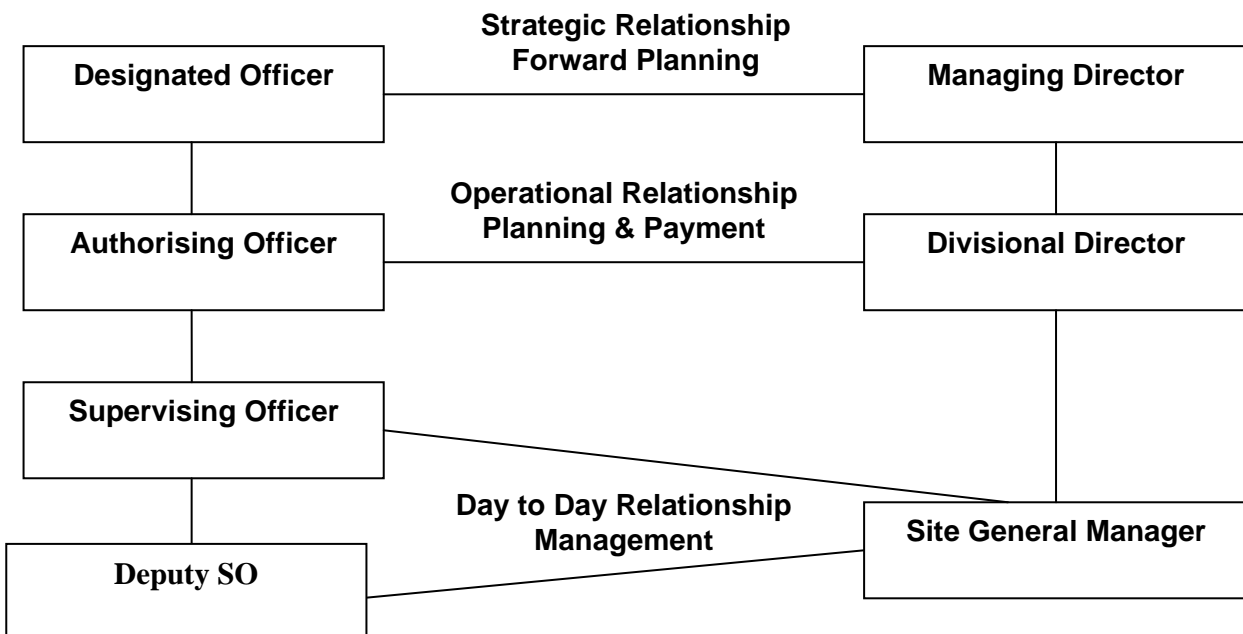 Strategic Relationship
Forward Planning
Designated Officer
Managing Director
Operational Relationship
Planning & Payment
Authorising Officer
Divisional Director
Supervising Officer
Day to Day Relationship
Management
Site General Manager
Deputy SO